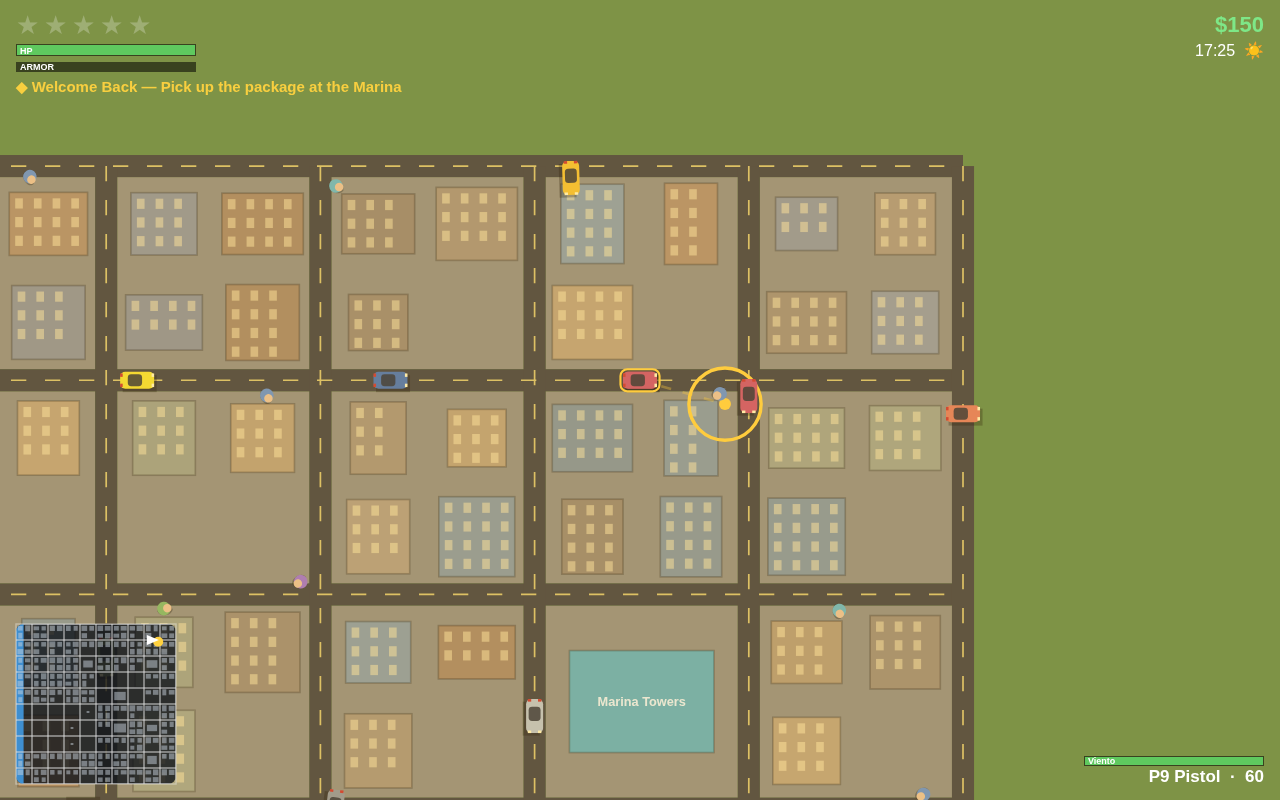 $150
HP
17:25
ARMOR
◆ Welcome Back — Pick up the package at the Marina
Marina Towers
Viento
P9 Pistol · 60